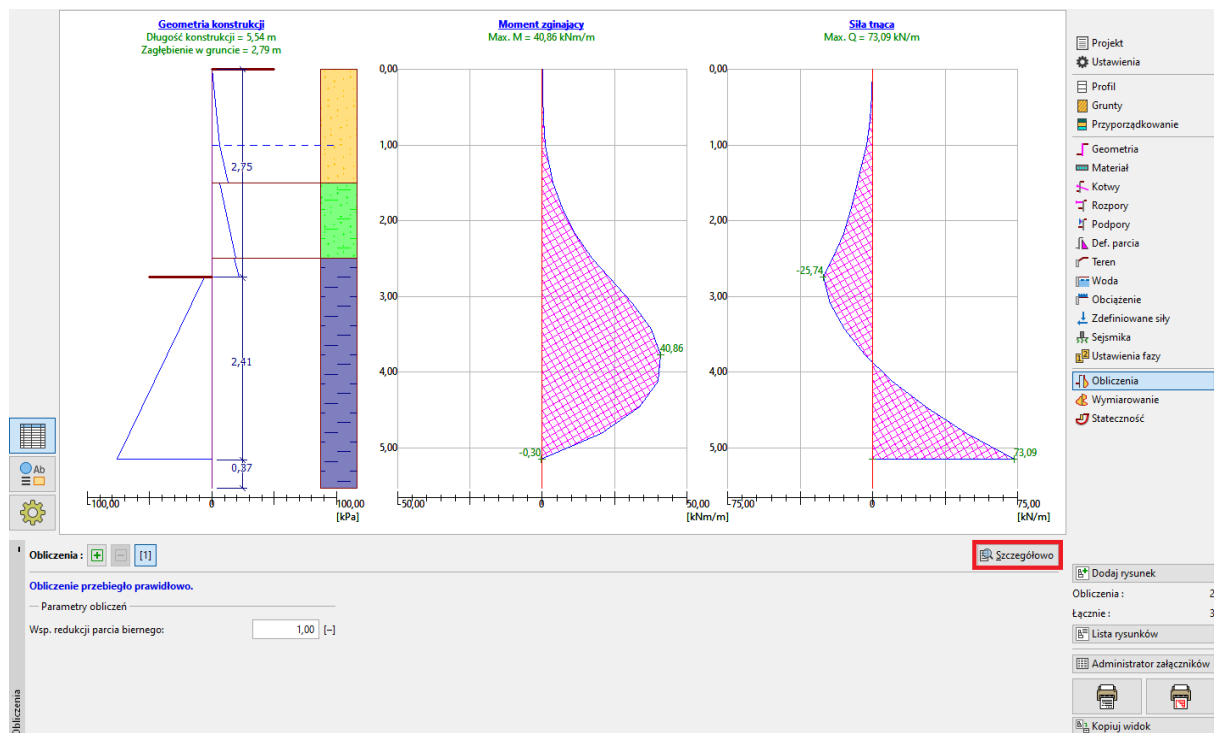 Geometria konstrukcji
Długość konstrukcji = 5,54 m
Zagłębienie w gruncie = 2,79 m
2,75
2,41
0,37
-100,00 0 100,00
[kPa]
Moment zginający
Max. M = 40,86 kNm/m
0,00
1,00
2,00
3,00
4,00
5,00
40,86
-0,30
-50,00 0 50,00
[kNm/m]
Siła tnąca
Max. Q = 73,09 kN/m
0,00
1,00
2,00
3,00
4,00
5,00
-25,74
73,09
-75,00 0 75,00
[kN/m]
Projekt
Ustawienia
Profil
Grunty
Przyporządkowanie
Geometria
Materiał
Kotwy
Rozpory
Podpory
Def. parcia
Teren
Woda
Obciążenie
Zdefiniowane siły
Sejsmika
Ustawienia fazy
Obliczenia
Wymiarowanie
Stateczność
Ab
Obliczenia : [1]
Szczegółowo
Obliczenie przebiegło prawidłowo.
Parametry obliczeń
Wsp. redukcji parcia biernego: 1,00 [–]
Obliczenia
Dodaj rysunek
Obliczenia : 2
Łącznie : 3
Lista rysunków
Administrator załączników
Kopiuj widok